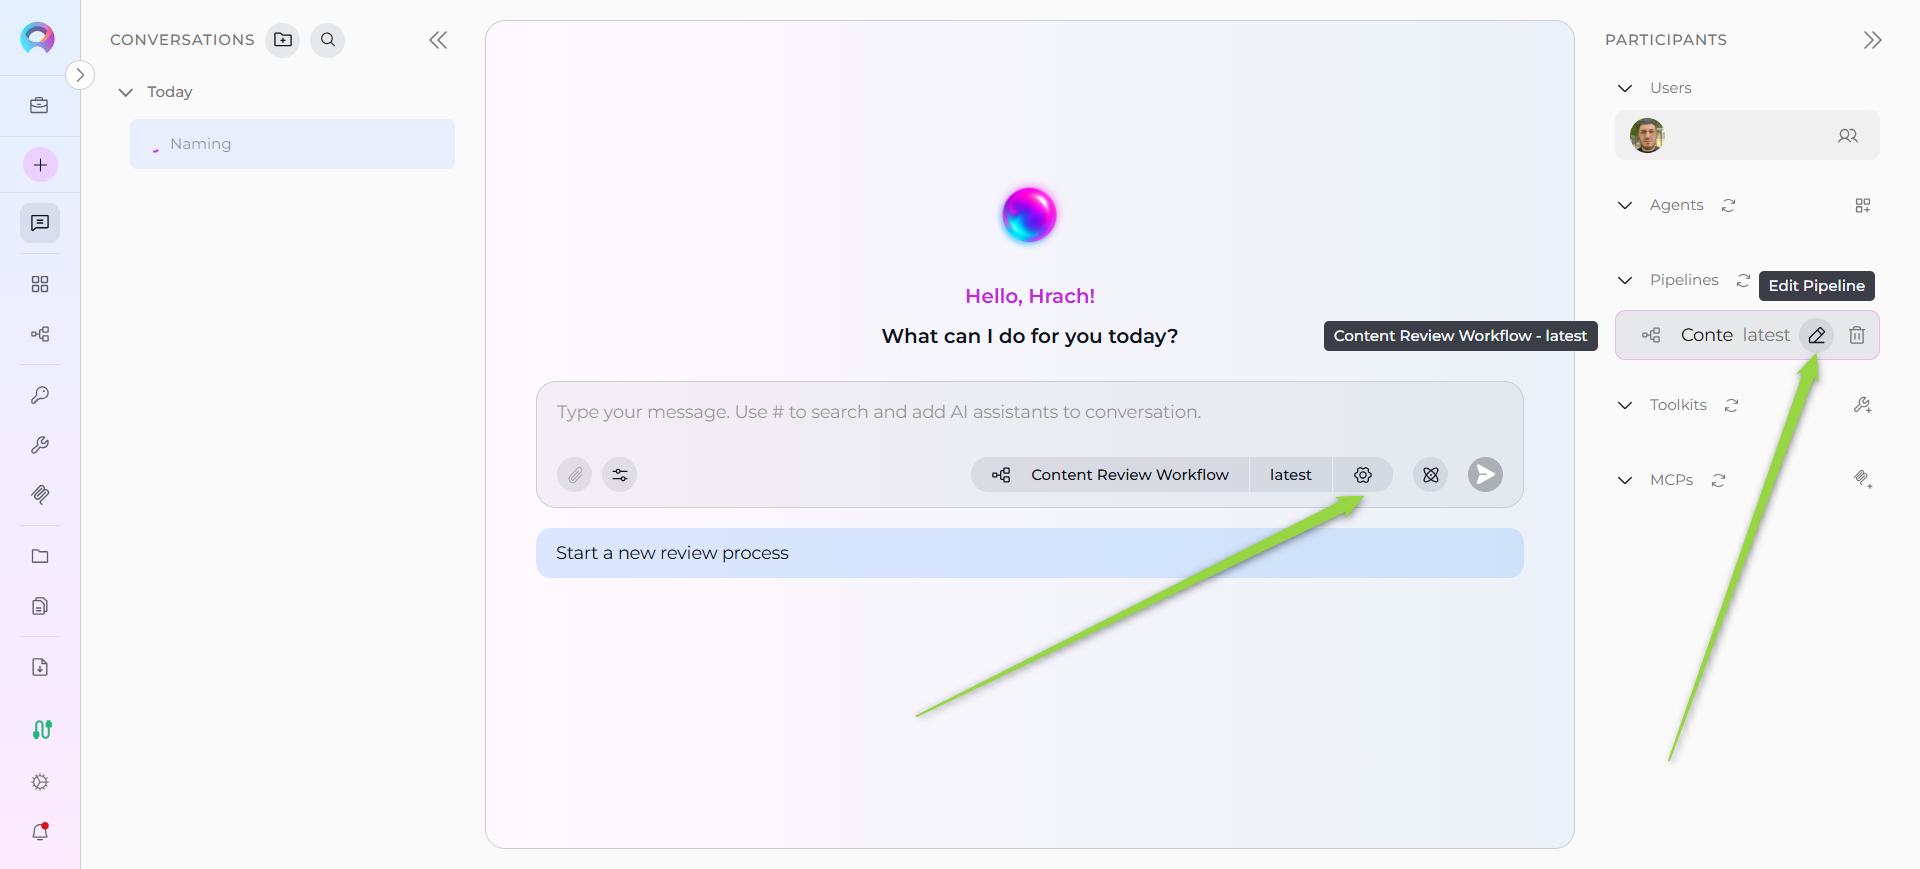 CONVERSATIONS
Today
Naming
Hello, Hrach!
What can I do for you today?
Type your message. Use # to search and add AI assistants to conversation.
Content Review Workflow
latest
Start a new review process
PARTICIPANTS
Users
Agents
Pipelines
Edit Pipeline
Content Review Workflow - latest
Conte latest
Toolkits
MCPs